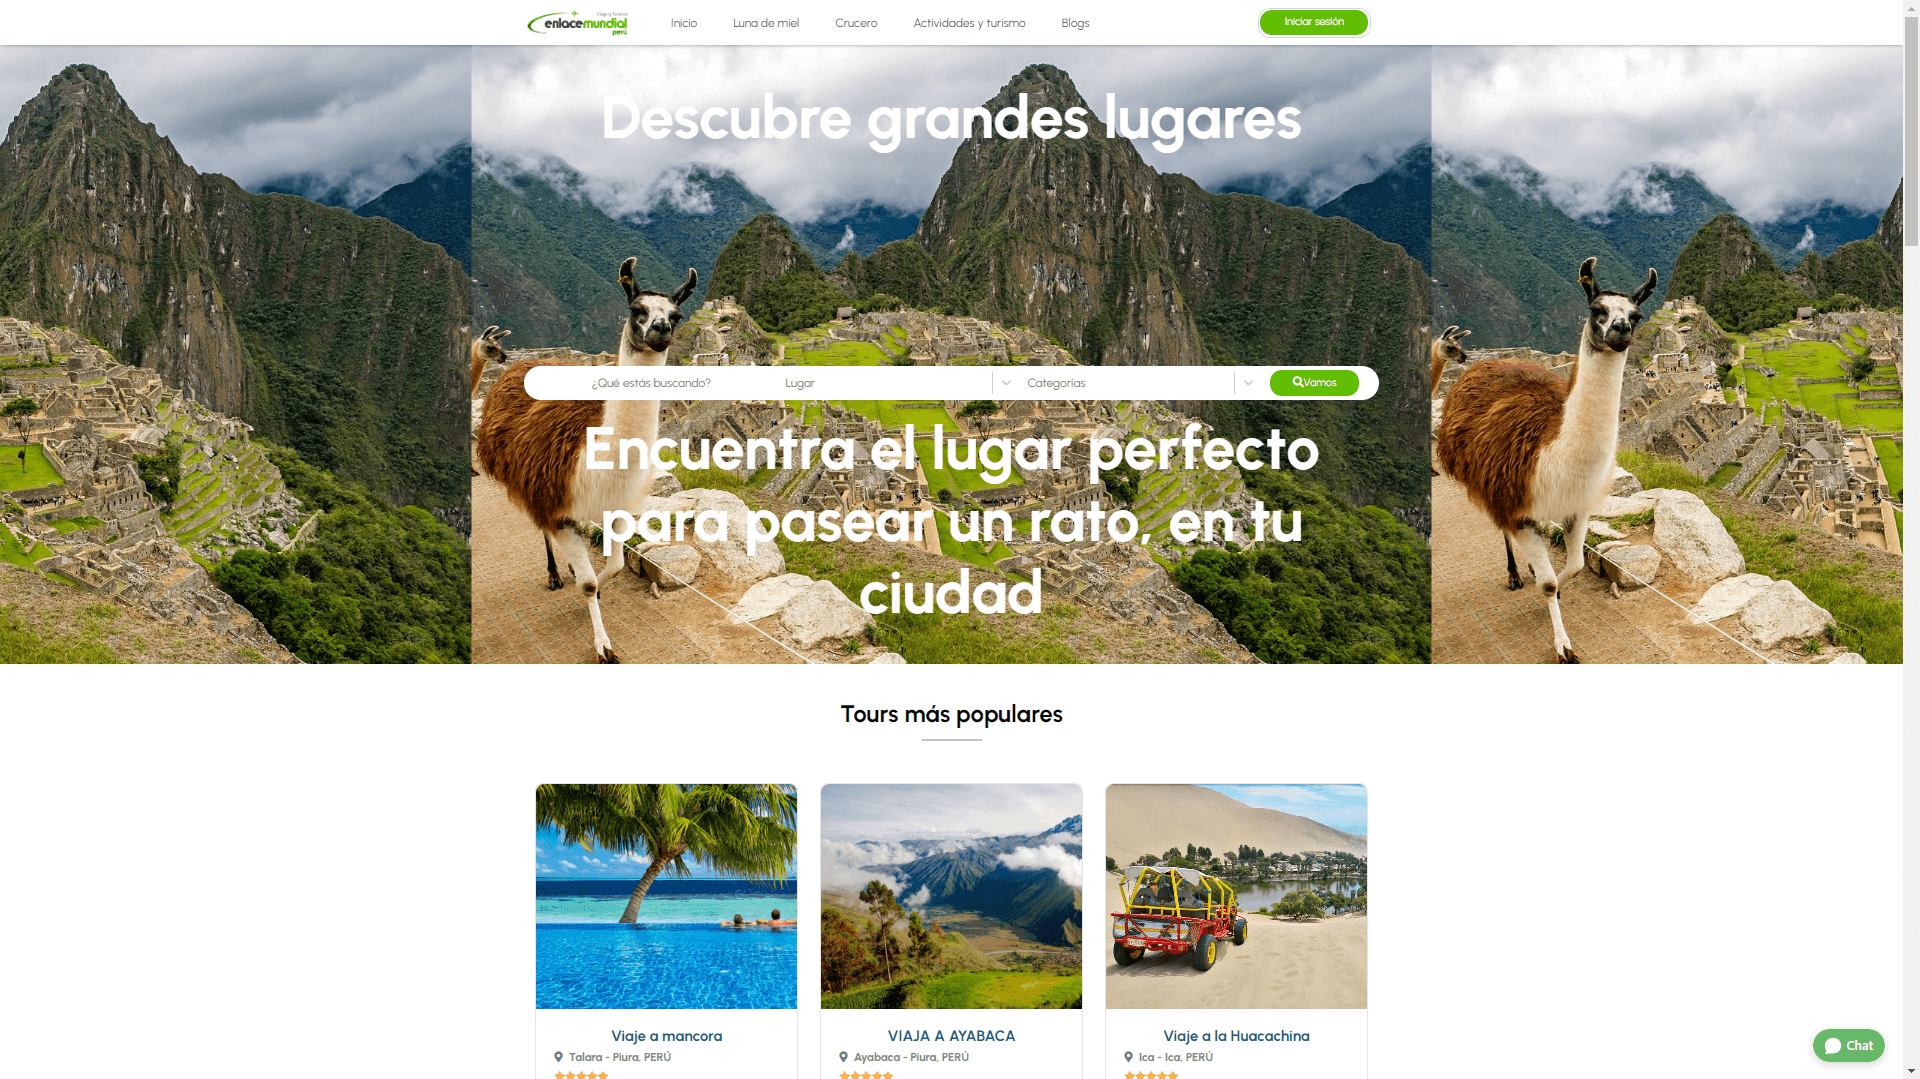 Viaje y Turismo
enlacemundial
perú
Inicio
Luna de miel
Crucero
Actividades y turismo
Blogs
Iniciar sesión
Descubre grandes lugares
¿Qué estás buscando?
Lugar
Categorías
Vamos
Encuentra el lugar perfecto
para pasear un rato, en tu
ciudad
Tours más populares
Viaje a mancora
Talara - Piura, PERÚ
VIAJA A AYABACA
Ayabaca - Piura, PERÚ
Viaje a la Huacachina
Ica - Ica, PERÚ
Chat